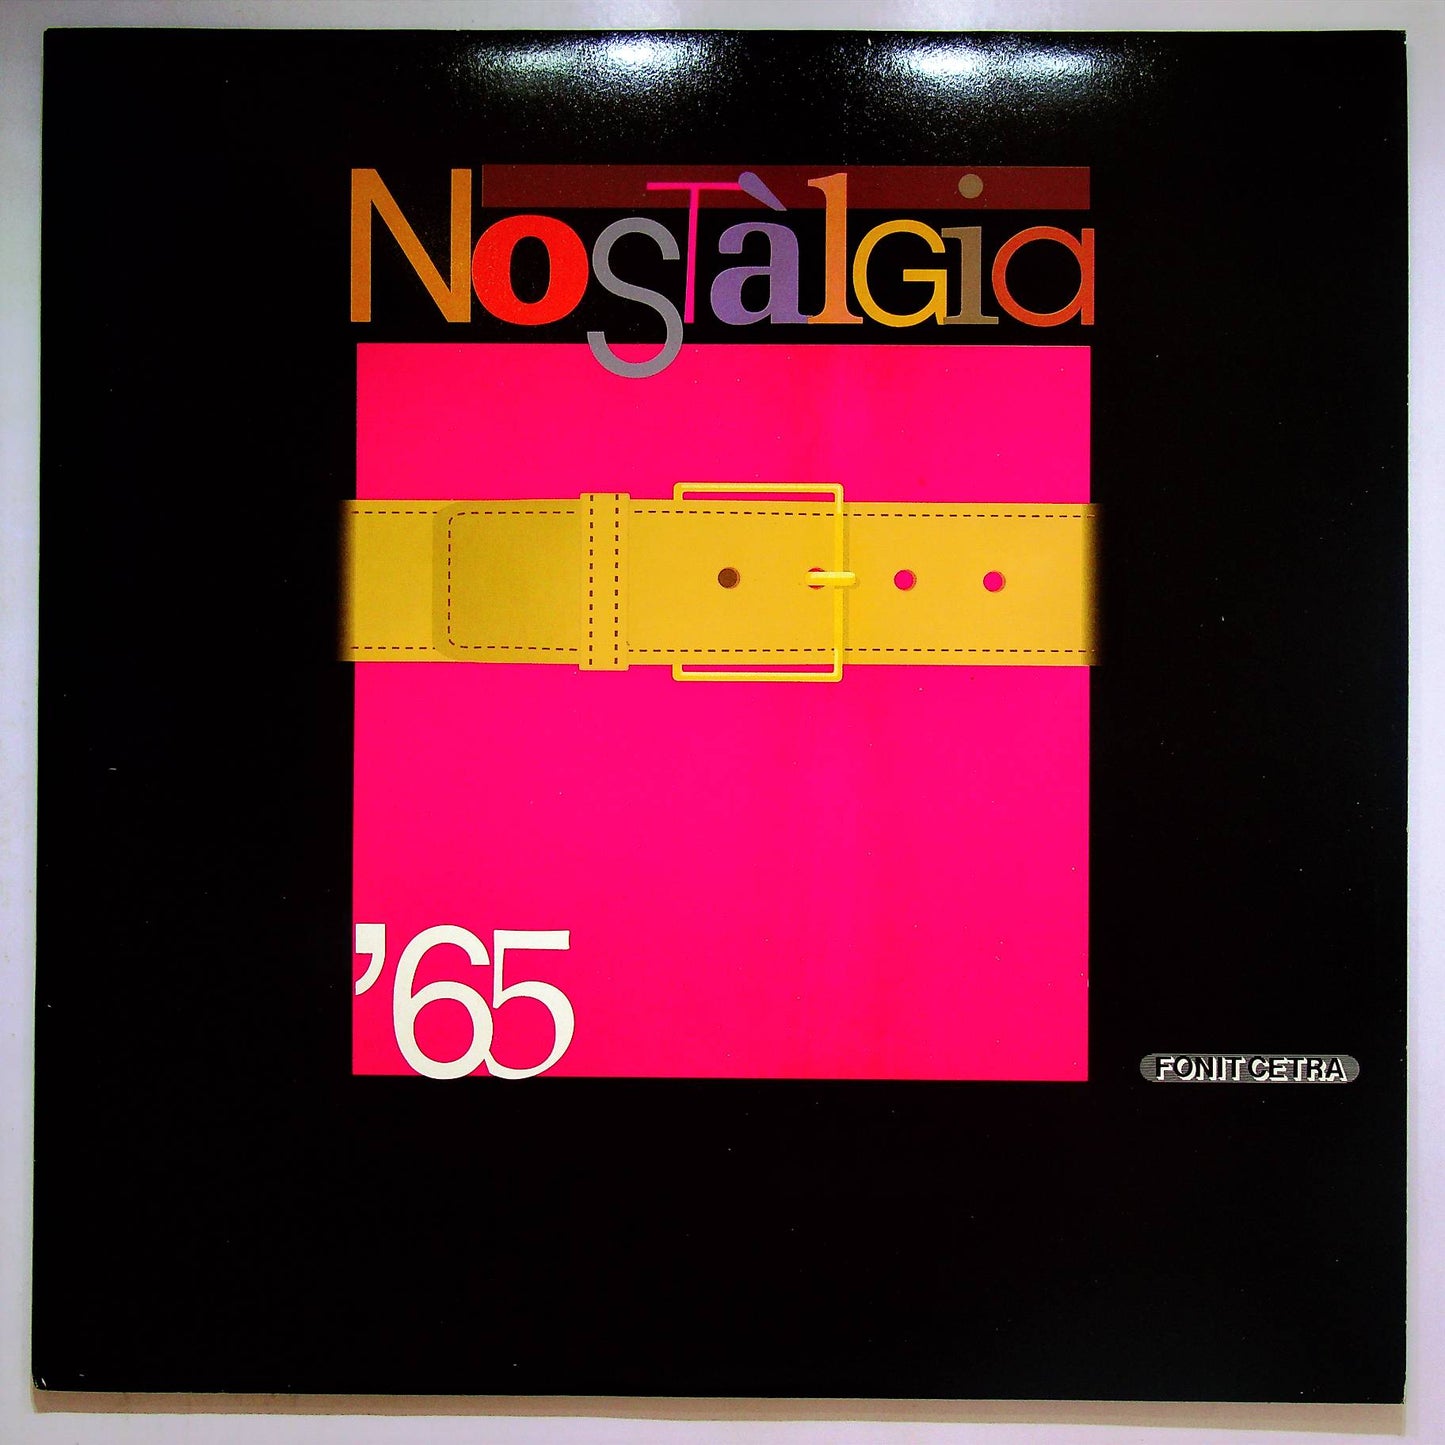 Nostàlgia
'65
FONIT CETRA